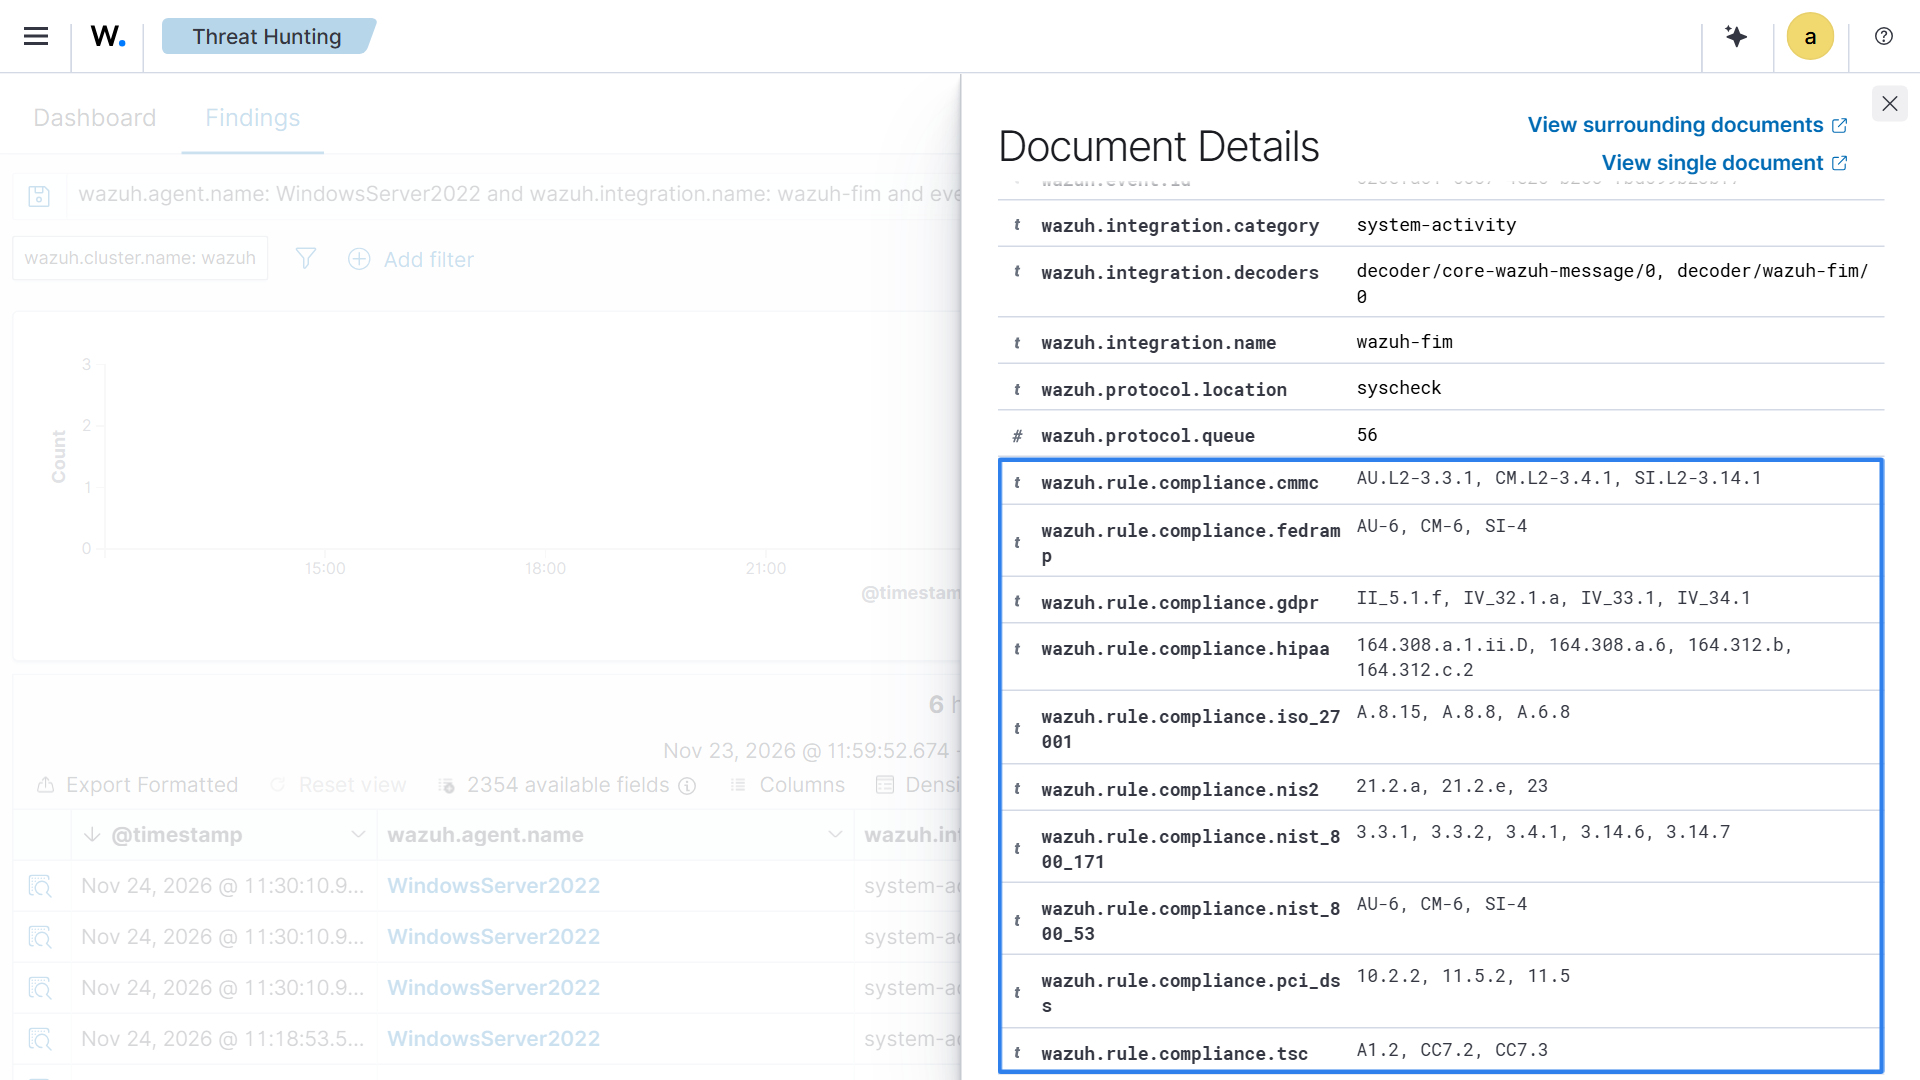 W.
Threat Hunting
a
Dashboard
Findings
wazuh.agent.name: WindowsServer2022 and wazuh.integration.name: wazuh-fim and eve
wazuh.cluster.name: wazuh
Add filter
3
2
1
0
Count
15:00
18:00
21:00
@timestam
6 h
Nov 23, 2026 @ 11:59:52.674 -
Export Formatted
Reset view
2354 available fields
Columns
Densi
@timestamp
wazuh.agent.name
wazuh.int
Nov 24, 2026 @ 11:30:10.9...
WindowsServer2022
system-ac
Nov 24, 2026 @ 11:30:10.9...
WindowsServer2022
system-ac
Nov 24, 2026 @ 11:30:10.9...
WindowsServer2022
system-ac
Nov 24, 2026 @ 11:18:53.5...
WindowsServer2022
system-ac
Document Details
View surrounding documents
View single document
wazuh.event.id
t wazuh.integration.category
system-activity
t wazuh.integration.decoders
decoder/core-wazuh-message/0, decoder/wazuh-fim/
0
t wazuh.integration.name
wazuh-fim
t wazuh.protocol.location
syscheck
# wazuh.protocol.queue
56
t wazuh.rule.compliance.cmmc
AU.L2-3.3.1, CM.L2-3.4.1, SI.L2-3.14.1
t wazuh.rule.compliance.fedram
p
AU-6, CM-6, SI-4
t wazuh.rule.compliance.gdpr
II_5.1.f, IV_32.1.a, IV_33.1, IV_34.1
t wazuh.rule.compliance.hipaa
164.308.a.1.ii.D, 164.308.a.6, 164.312.b,
164.312.c.2
t wazuh.rule.compliance.iso_27
001
A.8.15, A.8.8, A.6.8
t wazuh.rule.compliance.nis2
21.2.a, 21.2.e, 23
t wazuh.rule.compliance.nist_8
00_171
3.3.1, 3.3.2, 3.4.1, 3.14.6, 3.14.7
t wazuh.rule.compliance.nist_8
00_53
AU-6, CM-6, SI-4
t wazuh.rule.compliance.pci_ds
s
10.2.2, 11.5.2, 11.5
t wazuh.rule.compliance.tsc
A1.2, CC7.2, CC7.3